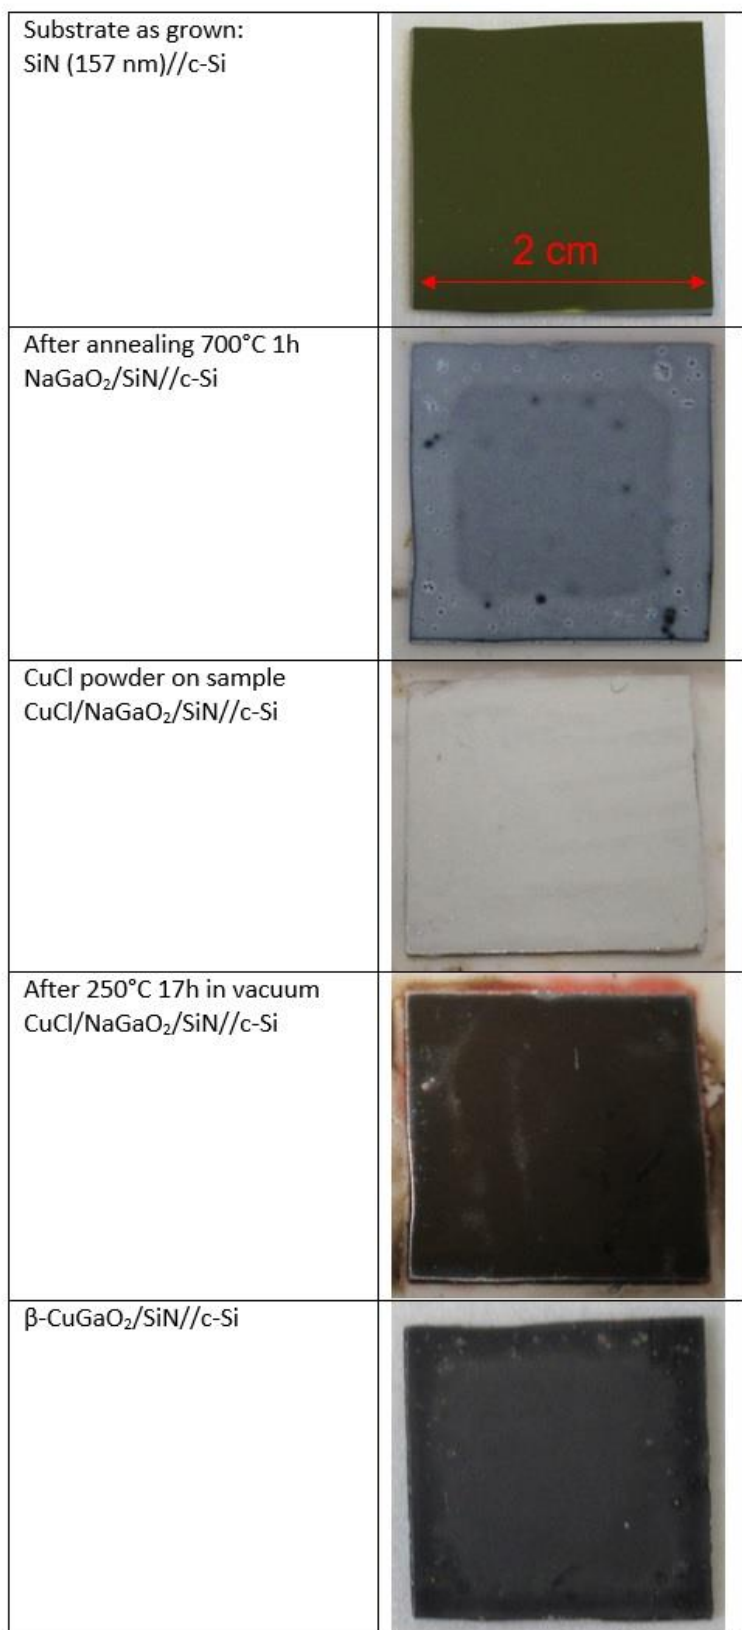 Substrate as grown:
SiN (157 nm)//c-Si
2 cm
After annealing 700°C 1h
NaGaO₂/SiN//c-Si
CuCl powder on sample
CuCl/NaGaO₂/SiN//c-Si
After 250°C 17h in vacuum
CuCl/NaGaO₂/SiN//c-Si
β-CuGaO₂/SiN//c-Si